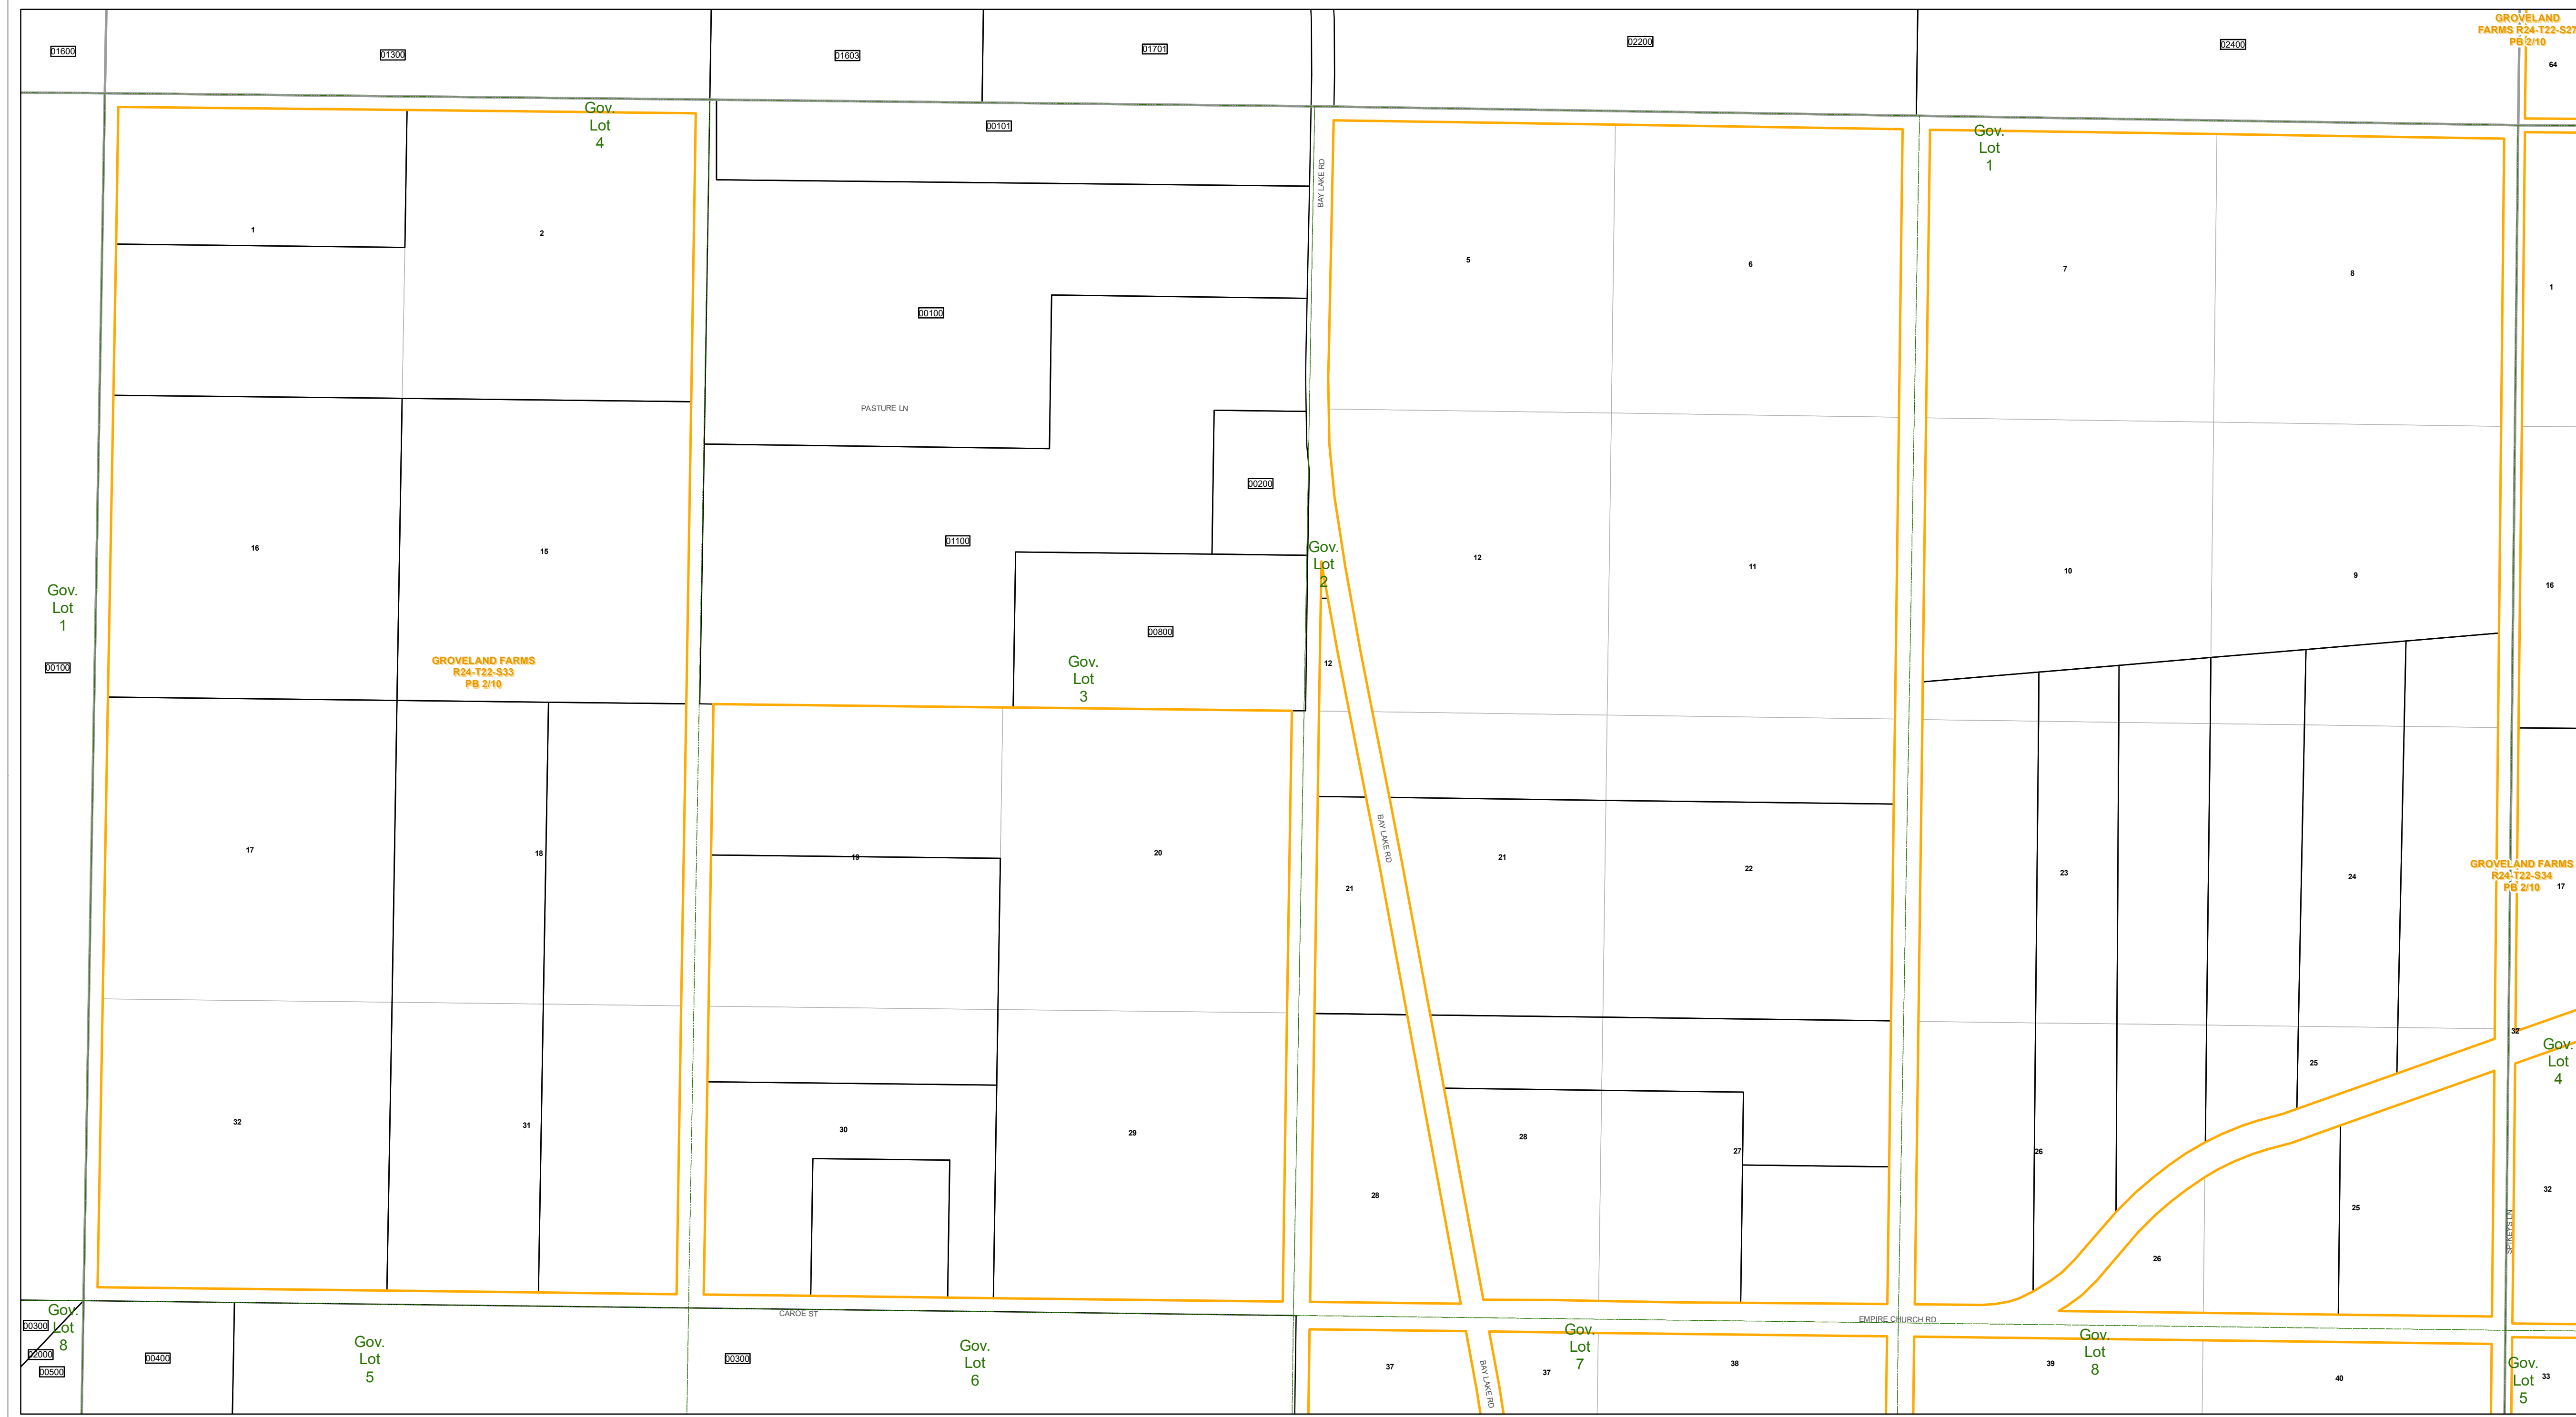 01600
01300
01603
01701
02200
02400
GROVELAND
FARMS R24-T22-S27
PB 2/10
64
Gov.
Lot
4
00101
Gov.
Lot
1
BAY LAKE RD
1
2
5
6
7
8
1
00100
PASTURE LN
00200
01100
16
15
Gov.
Lot
2
12
11
10
9
16
Gov.
Lot
1
00100
GROVELAND FARMS
R24-T22-S33
PB 2/10
00800
Gov.
Lot
3
12
17
18
19
20
BAY LAKE RD
21
21
22
23
24
GROVELAND FARMS
R24-T22-S34
PB 2/10
17
32
25
Gov.
Lot
4
32
31
30
29
28
28
27
26
25
26
32
SPIKEYS LN
Gov.
Lot
8
00300
02000
00500
00400
Gov.
Lot
5
CAROE ST
00300
Gov.
Lot
6
EMPIRE CHURCH RD
37
BAY LAKE RD
37
Gov.
Lot
7
38
39
Gov.
Lot
8
40
Gov.
Lot
5
33